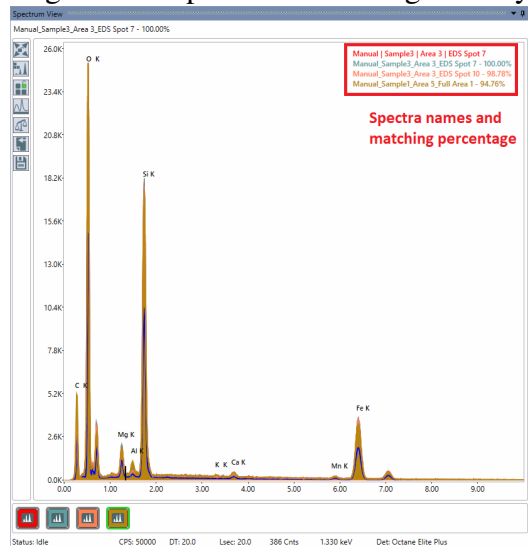 Spectrum View
Manual_Sample3_Area 3_EDS Spot 7 - 100.00%
26.0K
23.4K
20.8K
15.6K
13.0K
10.4K
7.8K
5.2K
2.6K
0.0K
O K
Si K
C K
Mg K
Al K
K K
Ca K
Mn K
Fe K
Manual | Sample3 | Area 3 | EDS Spot 7
Manual_Sample3_Area 3_EDS Spot 7 - 100.00%
Manual_Sample3_Area 3_EDS Spot 10 - 98.78%
Manual_Sample1_Area 5_Full Area 1 - 94.76%
Spectra names and
matching percentage
0.00 1.00 2.00 3.00 4.00 5.00 6.00 7.00 8.00 9.00
Status: Idle CPS: 50000 DT: 20.0 Lsec: 20.0 386 Cnts 1.330 keV Det: Octane Elite Plus